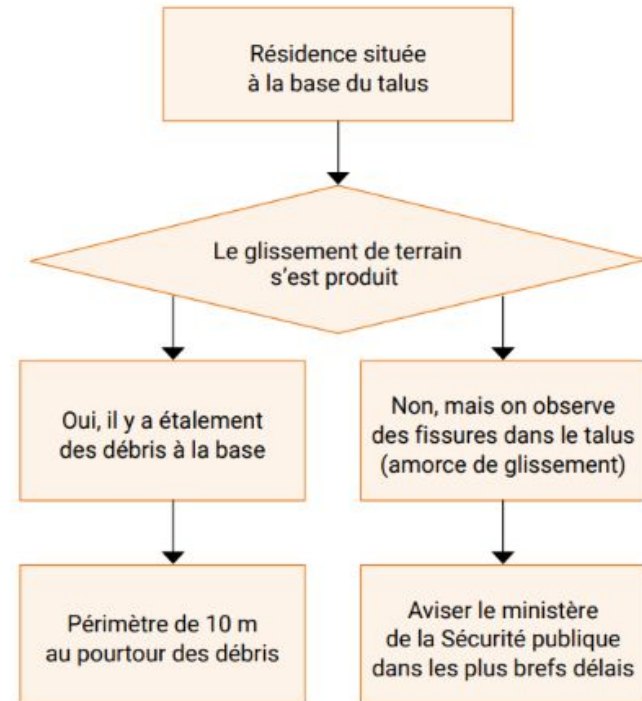 Résidence située
à la base du talus
Le glissement de terrain
s'est produit
Oui, il y a étalement
des débris à la base
Non, mais on observe
des fissures dans le talus
(amorce de glissement)
Périmètre de 10 m
au pourtour des débris
Aviser le ministère
de la Sécurité publique
dans les plus brefs délais